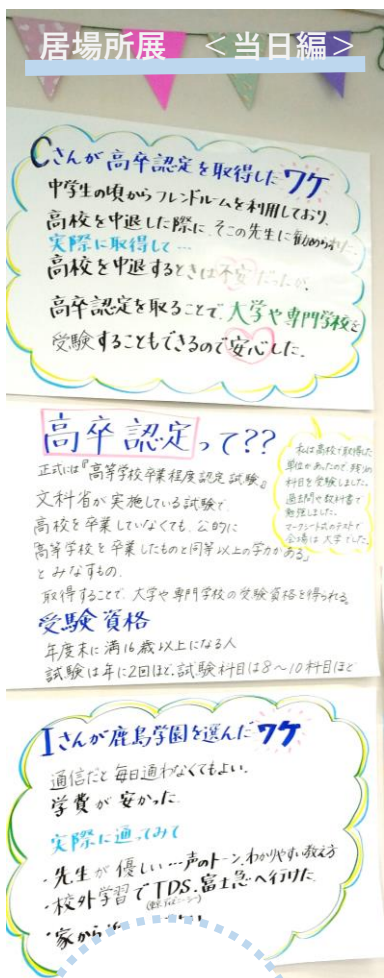 居場所展 <当日編>
Cさんが高卒認定を取得したワケ
中学生の頃からフレンドルームを利用しており、
高校を中退した際に、そこの先生に勧められた。
実際に取得して…
高校を中退するときは不安だったが、
高卒認定を取ることで、大学や専門学校を
受験することもできるので安心した。
高卒認定って??
正式には『高等学校卒業程度認定試験』
文科省が実施している試験で、
高校を卒業していなくても、公的に
「高等学校を卒業したものと同等以上の学力がある」
とみなすもの。
取得することで、大学や専門学校の受験資格を得られる。
私は高校で取得した
単位があったので、残りの
科目を受験しました。
過去問や教科書で
勉強しました。
マークシート式のテストで
会場は大学でした。
受験資格
年度末に満16歳以上になる人
試験は年に2回ほど、試験科目は8〜10科目ほど
Iさんが鹿島学園を選んだワケ
通信だと毎日通わなくてもよい。
学費が安かった
実際に通ってみて
・先生が優しい…声のトーン、わかりやすい教え方
・校外学習でTDS、富士急へ行けた
・家から